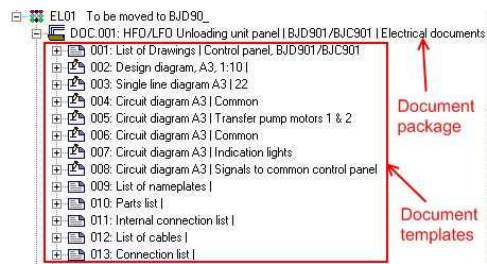 EL01 To be moved to BJD90_
DOC.001: HFO/LFO Unloading unit panel | BJD901/BJC901 | Electrical documents
001: List of Drawings | Control panel, BJD901/BJC901
002: Design diagram, A3, 1:10 |
003: Single line diagram A3 | 22
004: Circuit diagram A3 | Common
005: Circuit diagram A3 | Transfer pump motors 1 & 2
006: Circuit diagram A3 | Common
007: Circuit diagram A3 | Indication lights
008: Circuit diagram A3 | Signals to common control panel
009: List of nameplates |
010: Parts list |
011: Internal connection list |
012: List of cables |
013: Connection list |
Document
package
Document
templates